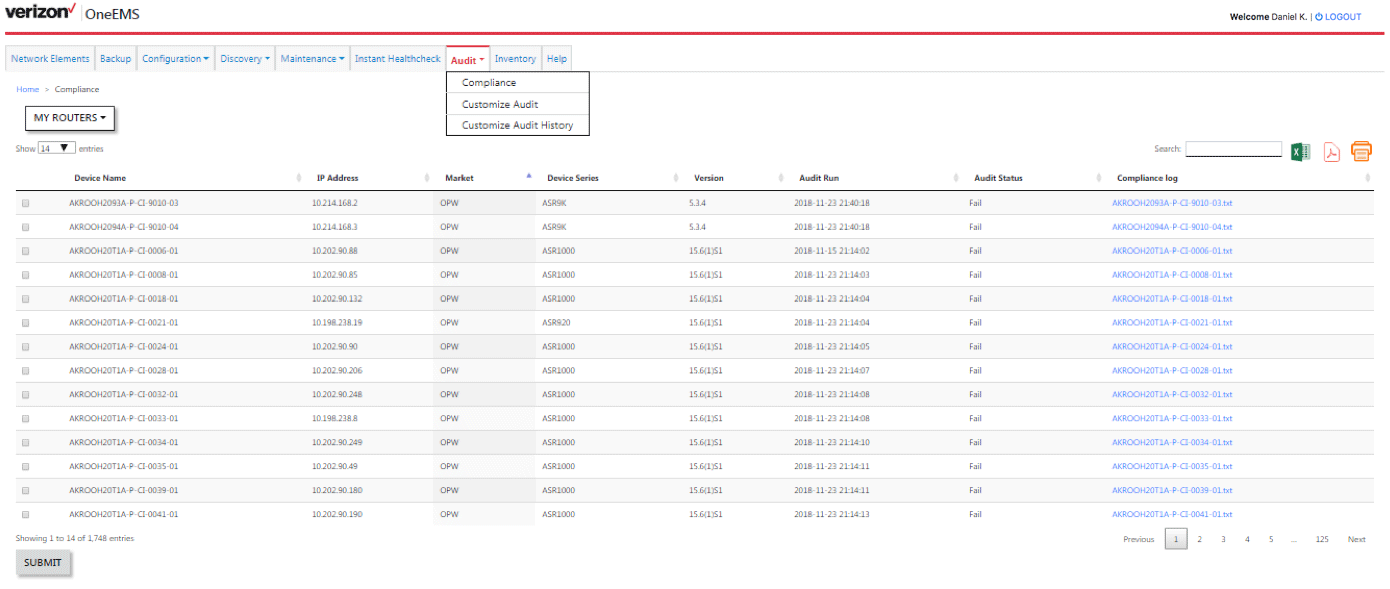 verizon✓ OneEMS
Welcome Daniel K. | LOGOUT
Network Elements Backup Configuration Discovery Maintenance Instant Healthcheck Audit Inventory Help
Compliance
Customize Audit
Customize Audit History
Home > Compliance
MY ROUTERS
Show 14 entries
Search:
Device Name IP Address Market Device Series Version Audit Run Audit Status Compliance log
AKROOH2093A-P-CI-9010-03 10.214.168.2 OPW ASR9K 5.3.4 2018-11-23 21:40:18 Fail AKROOH2093A-P-CI-9010-03.txt
AKROOH2094A-P-CI-9010-04 10.214.168.3 OPW ASR9K 5.3.4 2018-11-23 21:40:18 Fail AKROOH2094A-P-CI-9010-04.txt
AKROOH20T1A-P-CI-0006-01 10.202.90.88 OPW ASR1000 15.6(1)S1 2018-11-15 21:14:02 Fail AKROOH20T1A-P-CI-0006-01.txt
AKROOH20T1A-P-CI-0008-01 10.202.90.85 OPW ASR1000 15.6(1)S1 2018-11-23 21:14:03 Fail AKROOH20T1A-P-CI-0008-01.txt
AKROOH20T1A-P-CI-0018-01 10.202.90.132 OPW ASR1000 15.6(1)S1 2018-11-23 21:14:04 Fail AKROOH20T1A-P-CI-0018-01.txt
AKROOH20T1A-P-CI-0021-01 10.198.238.19 OPW ASR920 15.6(1)S1 2018-11-23 21:14:04 Fail AKROOH20T1A-P-CI-0021-01.txt
AKROOH20T1A-P-CI-0024-01 10.202.90.90 OPW ASR1000 15.6(1)S1 2018-11-23 21:14:05 Fail AKROOH20T1A-P-CI-0024-01.txt
AKROOH20T1A-P-CI-0028-01 10.202.90.206 OPW ASR1000 15.6(1)S1 2018-11-23 21:14:07 Fail AKROOH20T1A-P-CI-0028-01.txt
AKROOH20T1A-P-CI-0032-01 10.202.90.248 OPW ASR1000 15.6(1)S1 2018-11-23 21:14:08 Fail AKROOH20T1A-P-CI-0032-01.txt
AKROOH20T1A-P-CI-0033-01 10.198.238.8 OPW ASR1000 15.6(1)S1 2018-11-23 21:14:08 Fail AKROOH20T1A-P-CI-0033-01.txt
AKROOH20T1A-P-CI-0034-01 10.202.90.249 OPW ASR1000 15.6(1)S1 2018-11-23 21:14:10 Fail AKROOH20T1A-P-CI-0034-01.txt
AKROOH20T1A-P-CI-0035-01 10.202.90.49 OPW ASR1000 15.6(1)S1 2018-11-23 21:14:11 Fail AKROOH20T1A-P-CI-0035-01.txt
AKROOH20T1A-P-CI-0039-01 10.202.90.180 OPW ASR1000 15.6(1)S1 2018-11-23 21:14:11 Fail AKROOH20T1A-P-CI-0039-01.txt
AKROOH20T1A-P-CI-0041-01 10.202.90.190 OPW ASR1000 15.6(1)S1 2018-11-23 21:14:13 Fail AKROOH20T1A-P-CI-0041-01.txt
Showing 1 to 14 of 1,748 entries
Previous 1 2 3 4 5 ... 125 Next
SUBMIT